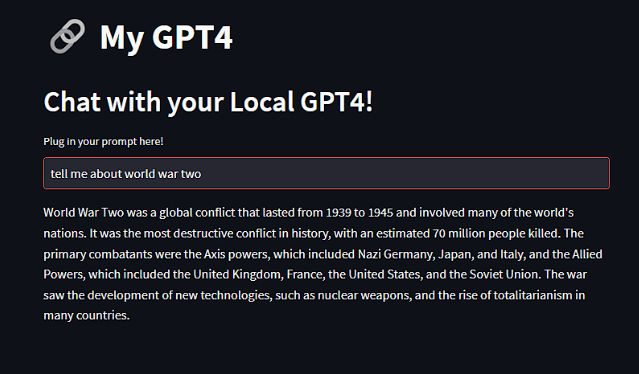 My GPT4
Chat with your Local GPT4!
Plug in your prompt here!
tell me about world war two
World War Two was a global conflict that lasted from 1939 to 1945 and involved many of the world's
nations. It was the most destructive conflict in history, with an estimated 70 million people killed. The
primary combatants were the Axis powers, which included Nazi Germany, Japan, and Italy, and the Allied
Powers, which included the United Kingdom, France, the United States, and the Soviet Union. The war
saw the development of new technologies, such as nuclear weapons, and the rise of totalitarianism in
many countries.